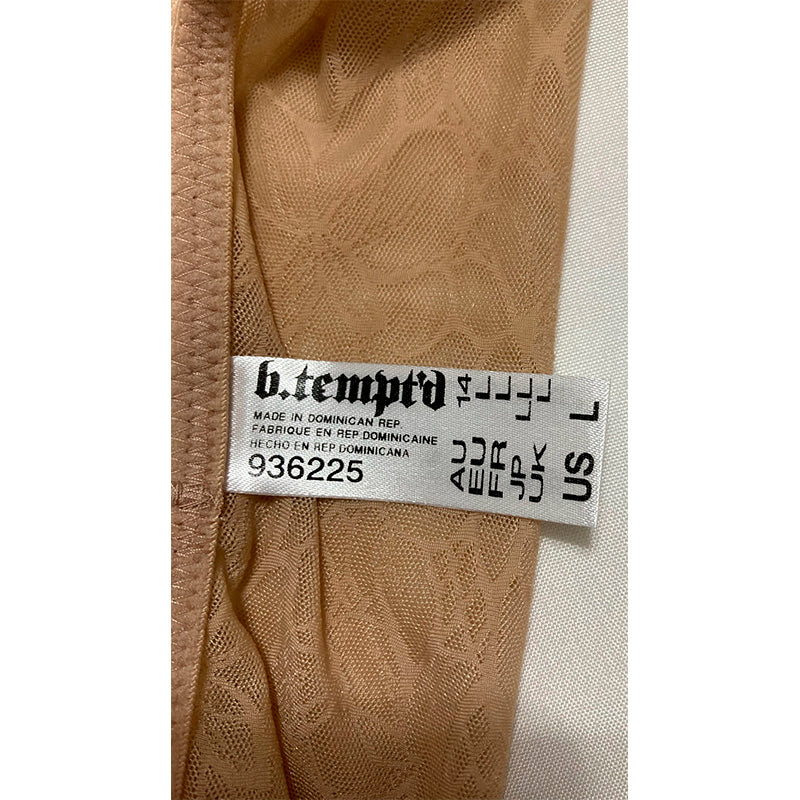 b.tempt'd
MADE IN DOMINICAN REP
FABRIQUE EN REP.DOMINICAINE
HECHO EN REP.DOMINICANA
936225
AU 14
EU L
FR L
JP LL
UK L
US L